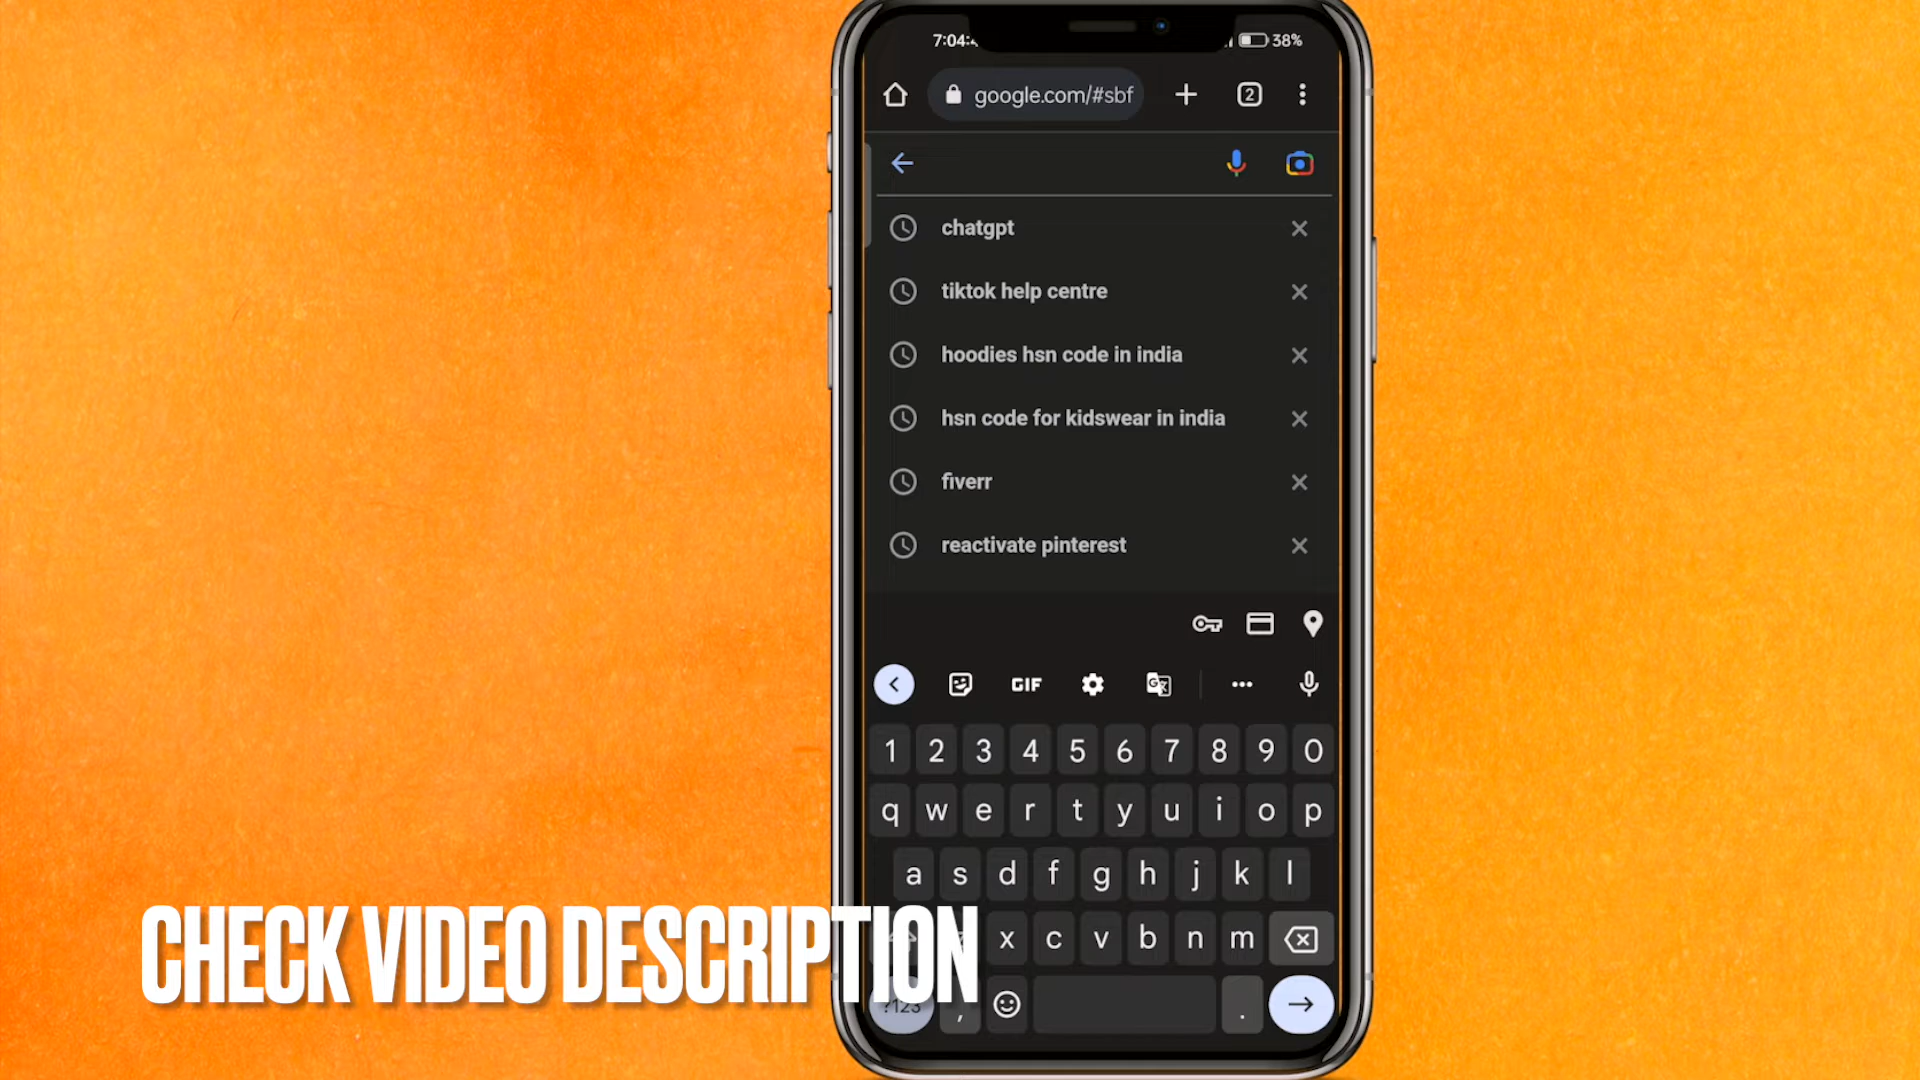 7:04:4
38%
google.com/#sbf
2
chatgpt
tiktok help centre
hoodies hsn code in india
hsn code for kidswear in india
fiverr
reactivate pinterest
GIF
1 2 3 4 5 6 7 8 9 0
q w e r t y u i o p
a s d f g h j k l
x c v b n m
CHECK VIDEO DESCRIPTION
?123 , .